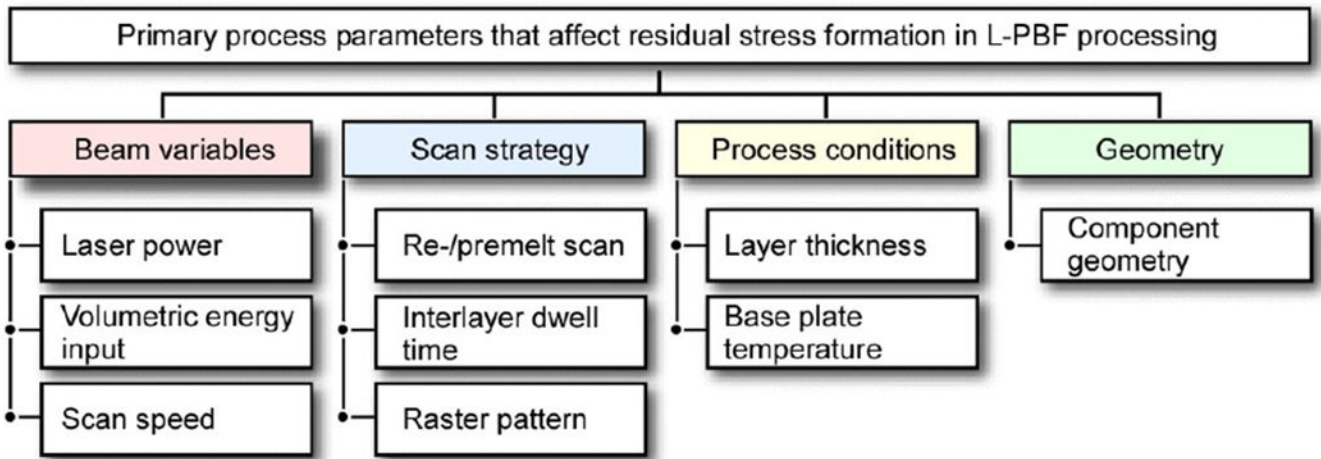 Primary process parameters that affect residual stress formation in L-PBF processing
Beam variables
Laser power
Volumetric energy
input
Scan speed
Scan strategy
Re-/premelt scan
Interlayer dwell
time
Raster pattern
Process conditions
Layer thickness
Base plate
temperature
Geometry
Component
geometry